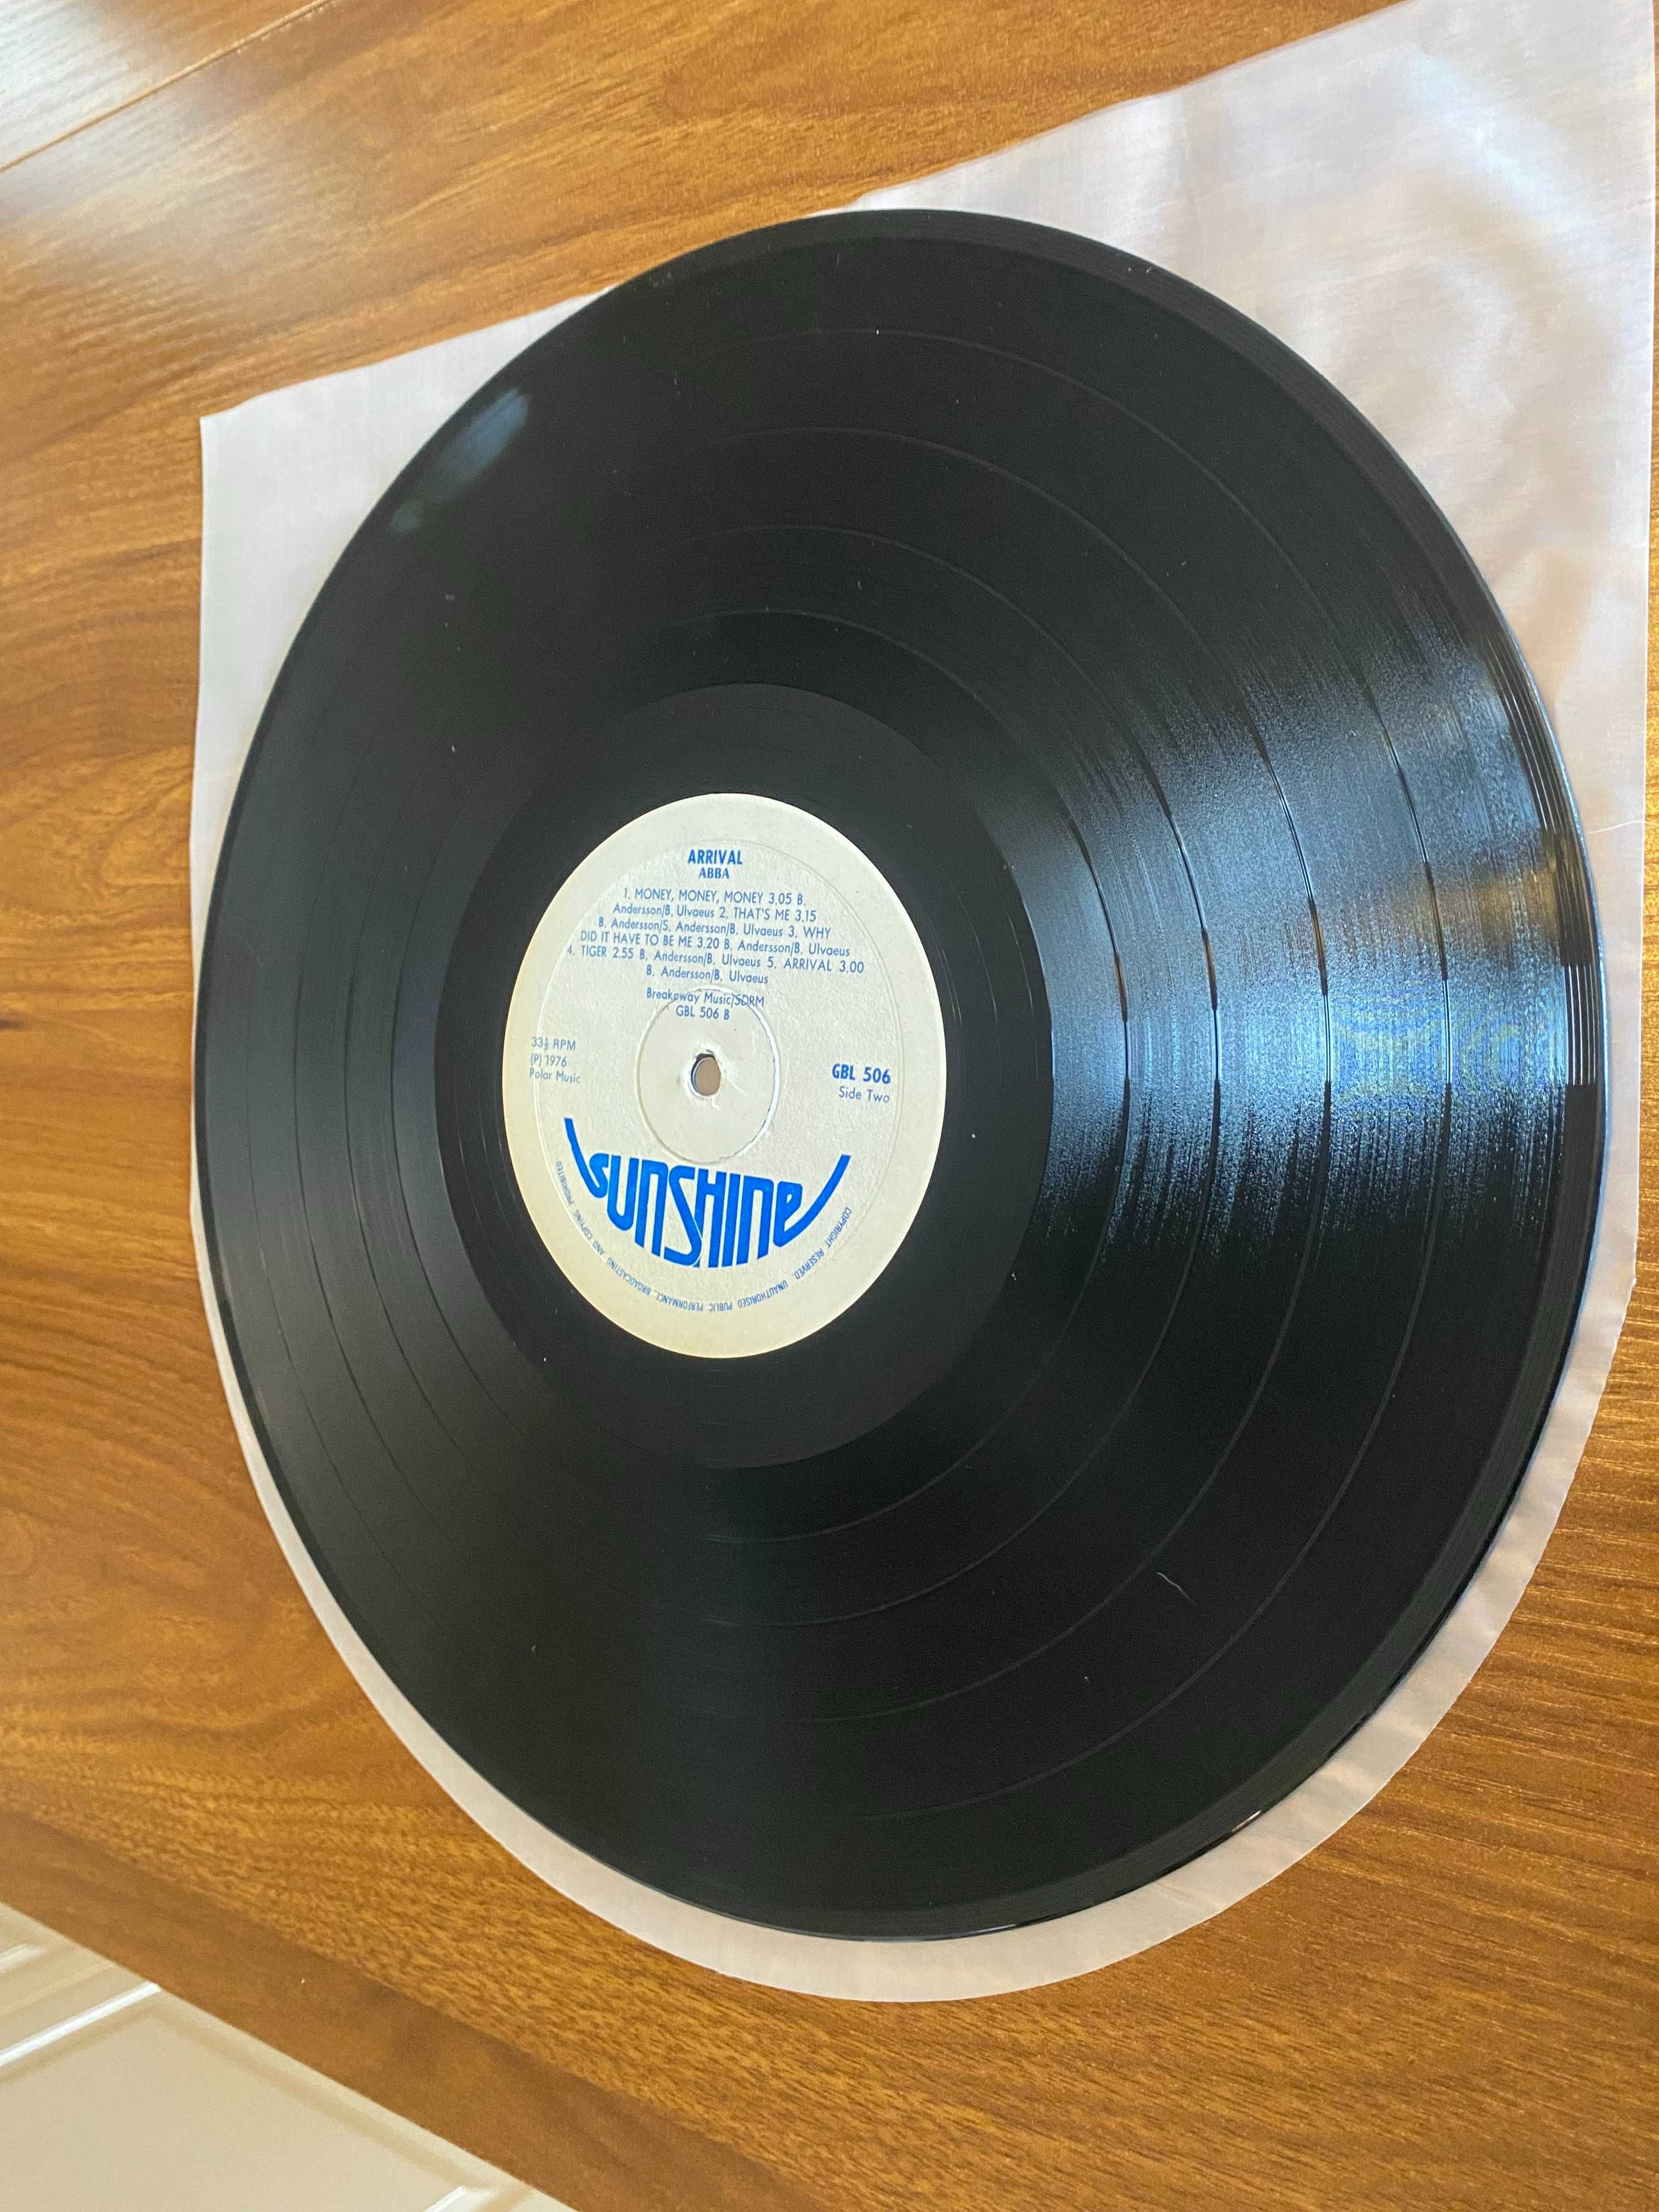 ARRIVAL
ABBA
1. MONEY, MONEY, MONEY 3.05 B.
Andersson/B. Ulvaeus 2. THAT'S ME 3.15
B. Andersson/S. Andersson/B. Ulvaeus 3. WHY
DID IT HAVE TO BE ME 3.20 B. Andersson/B. Ulvaeus
4. TIGER 2.55 B. Andersson/B. Ulvaeus 5. ARRIVAL 3.00
B. Andersson/B. Ulvaeus
Breakaway Music/SDRM
GBL 506 B
33⅓ RPM
(P) 1976
Polar Music
GBL 506
Side Two
sunshine
COPYRIGHT RESERVED. UNAUTHORISED PUBLIC PERFORMANCE, BROADCASTING AND COPYING PROHIBITED